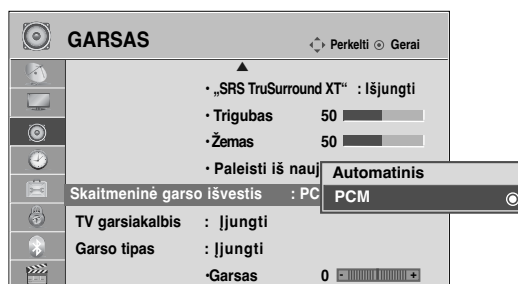 GARSAS
Perkelti Gerai
• „SRS TruSurround XT“ : Išjungti
• Trigubas 50
•Žemas 50
• Paleisti iš nauj
Automatinis
Skaitmeninė garso išvestis : PC
PCM
TV garsiakalbis : Įjungti
Garso tipas : Įjungti
•Garsas 0 - +